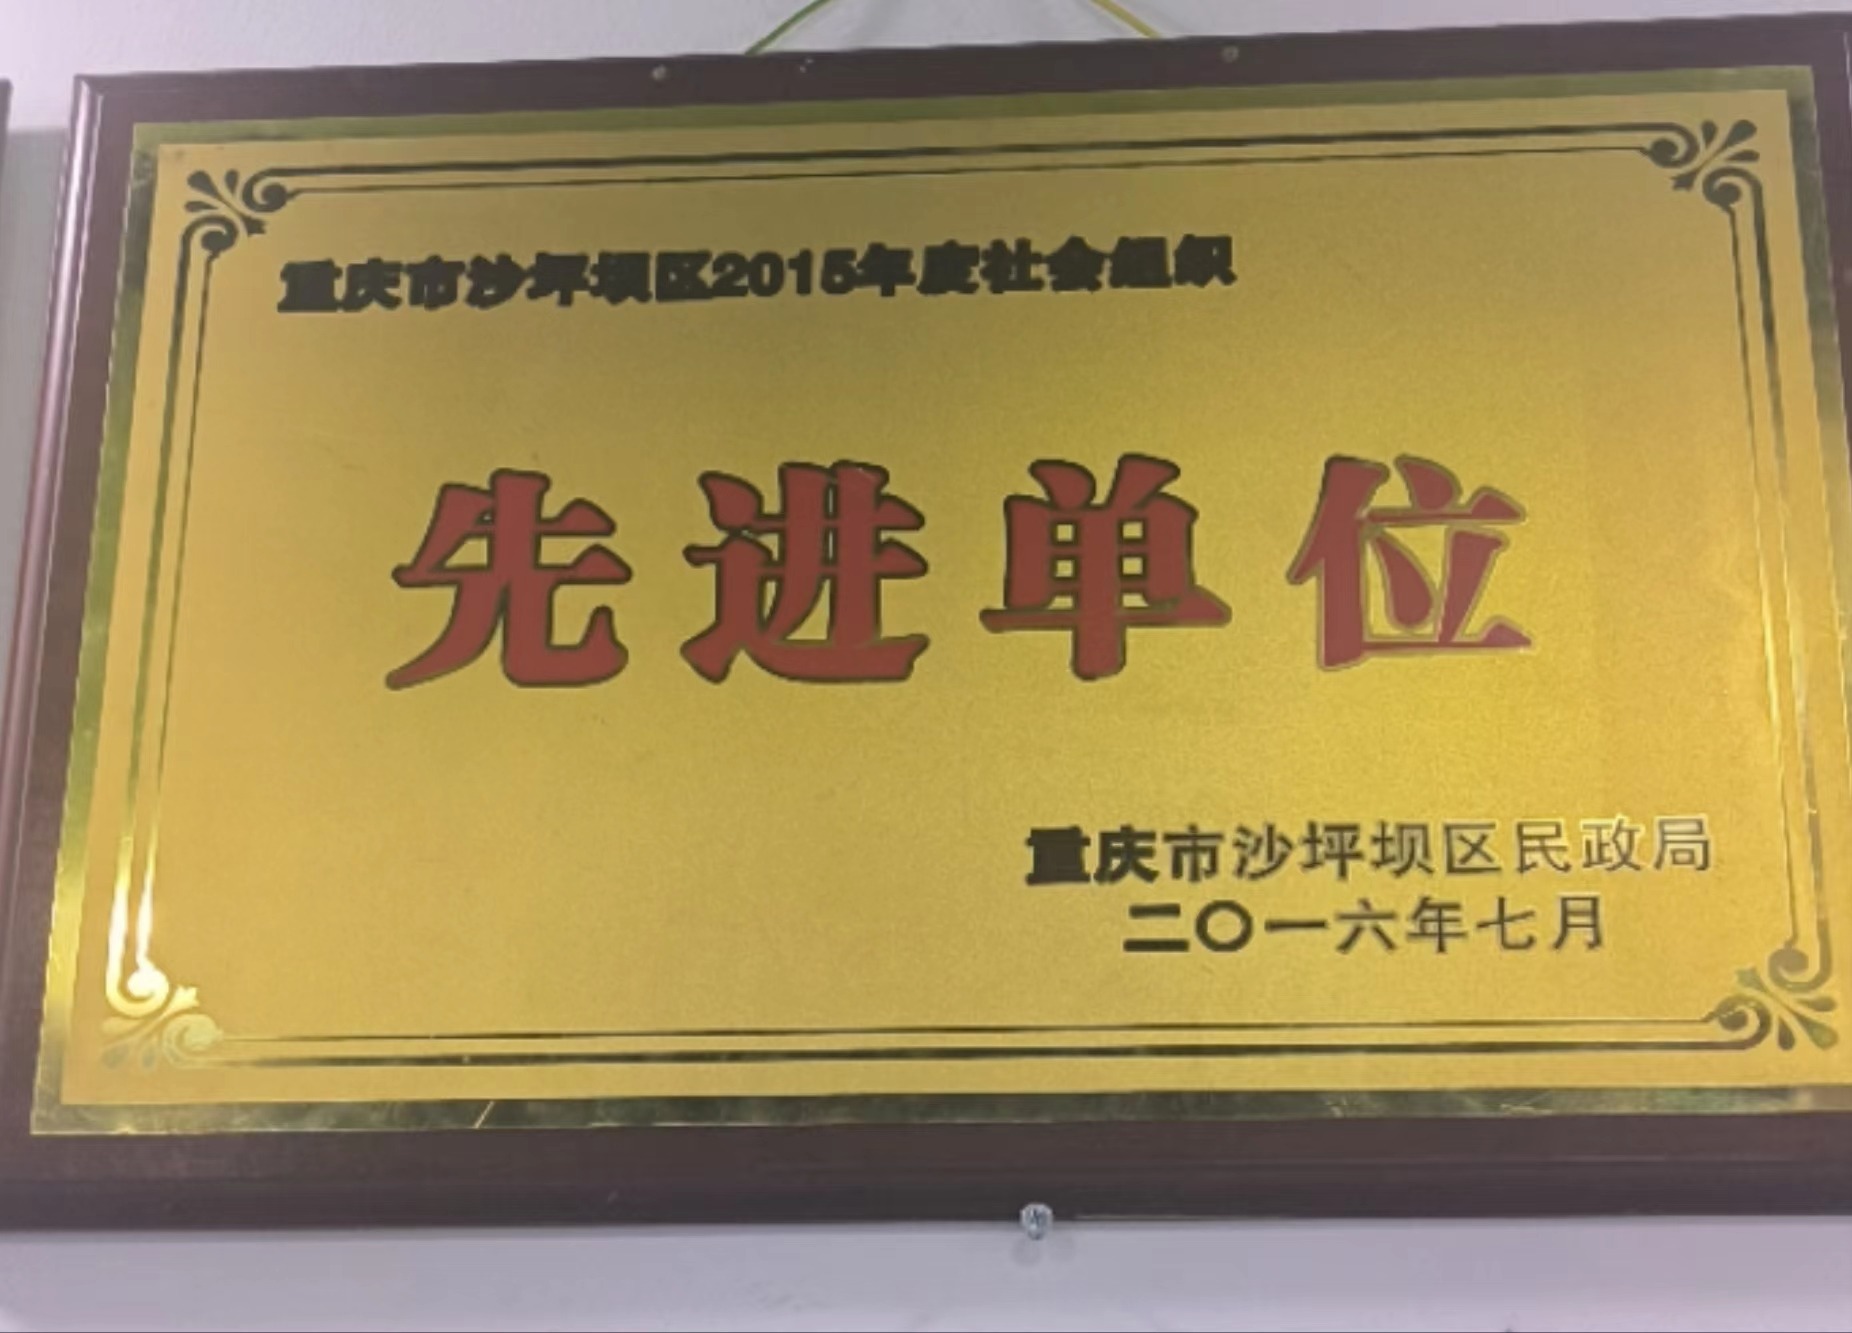 重庆市沙坪坝区2015年度社会组织
先进单位
重庆市沙坪坝区民政局
二〇一六年七月